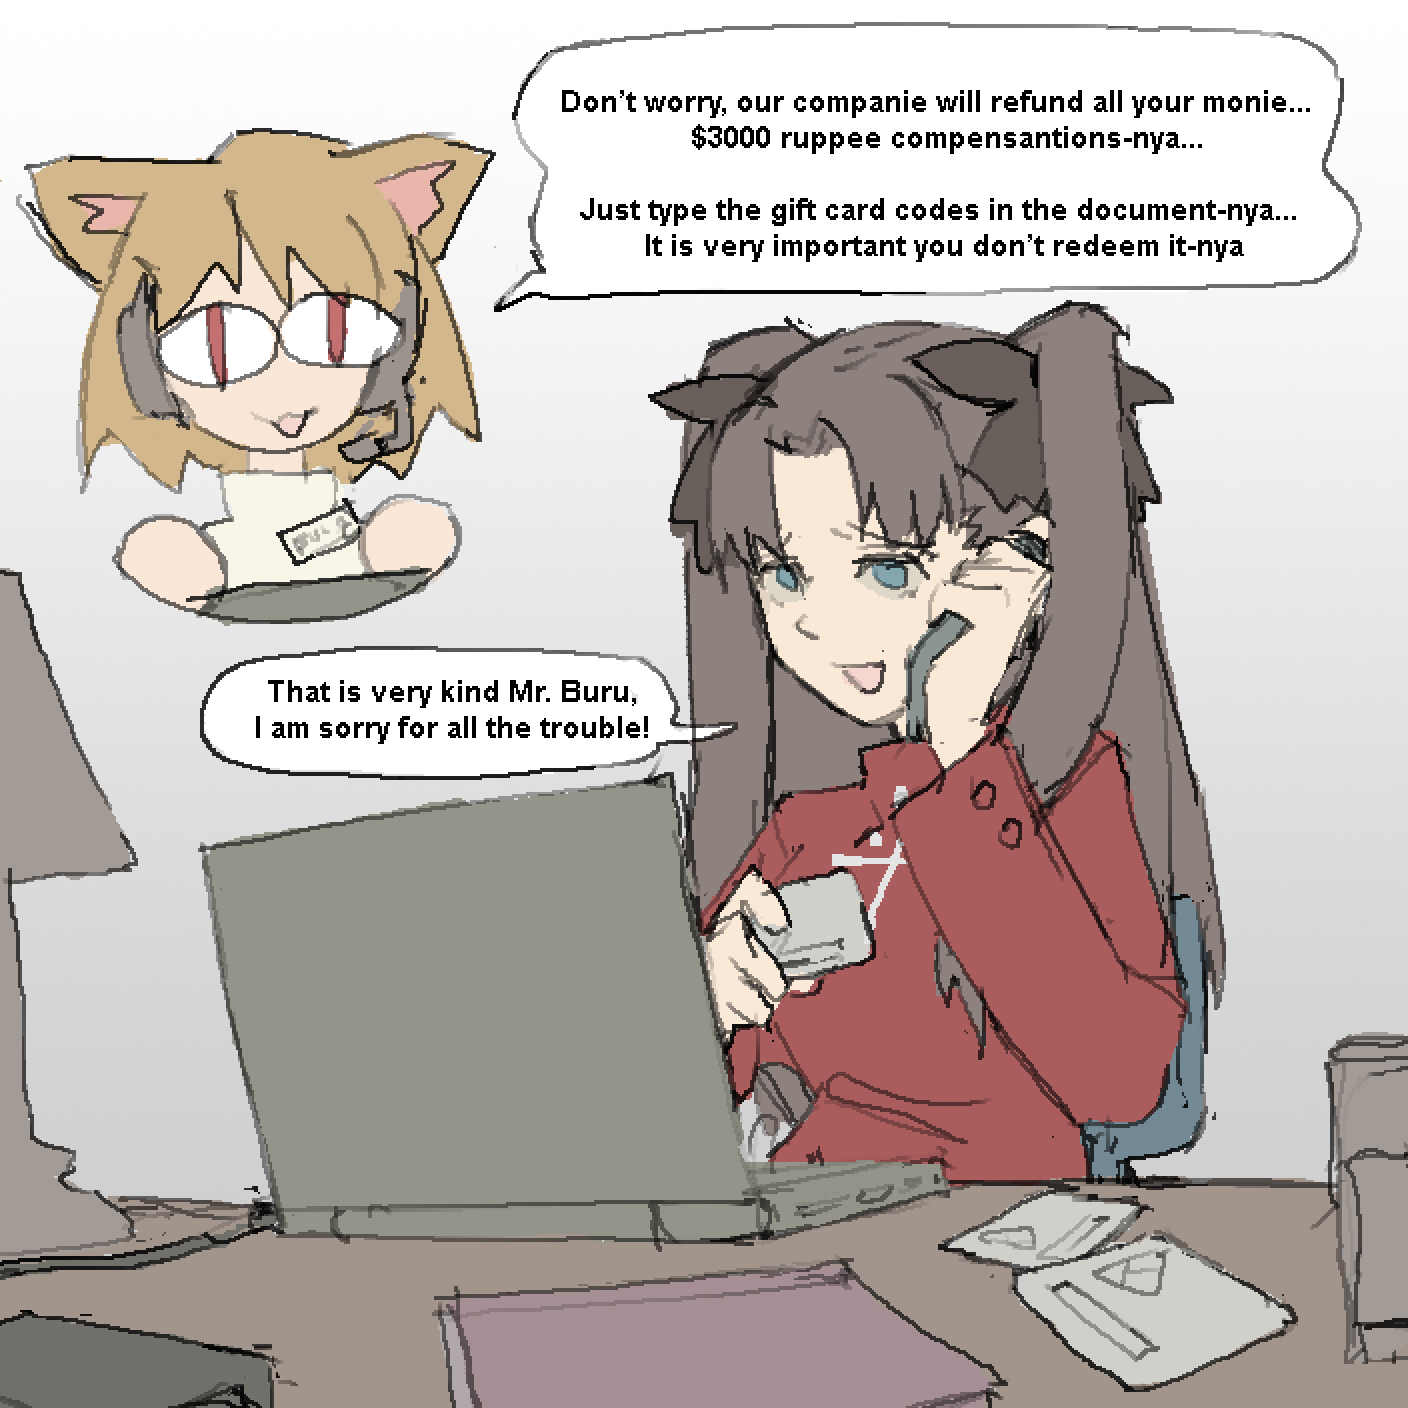 Don't worry, our companie will refund all your monie...
$3000 ruppee compensantions-nya...
Just type the gift card codes in the document-nya...
It is very important you don't redeem it-nya
That is very kind Mr. Buru,
I am sorry for all the trouble!